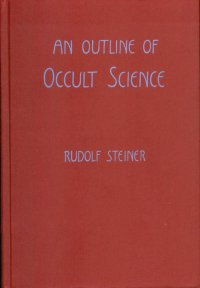 AN OUTLINE OF
OCCULT SCIENCE
RUDOLF STEINER